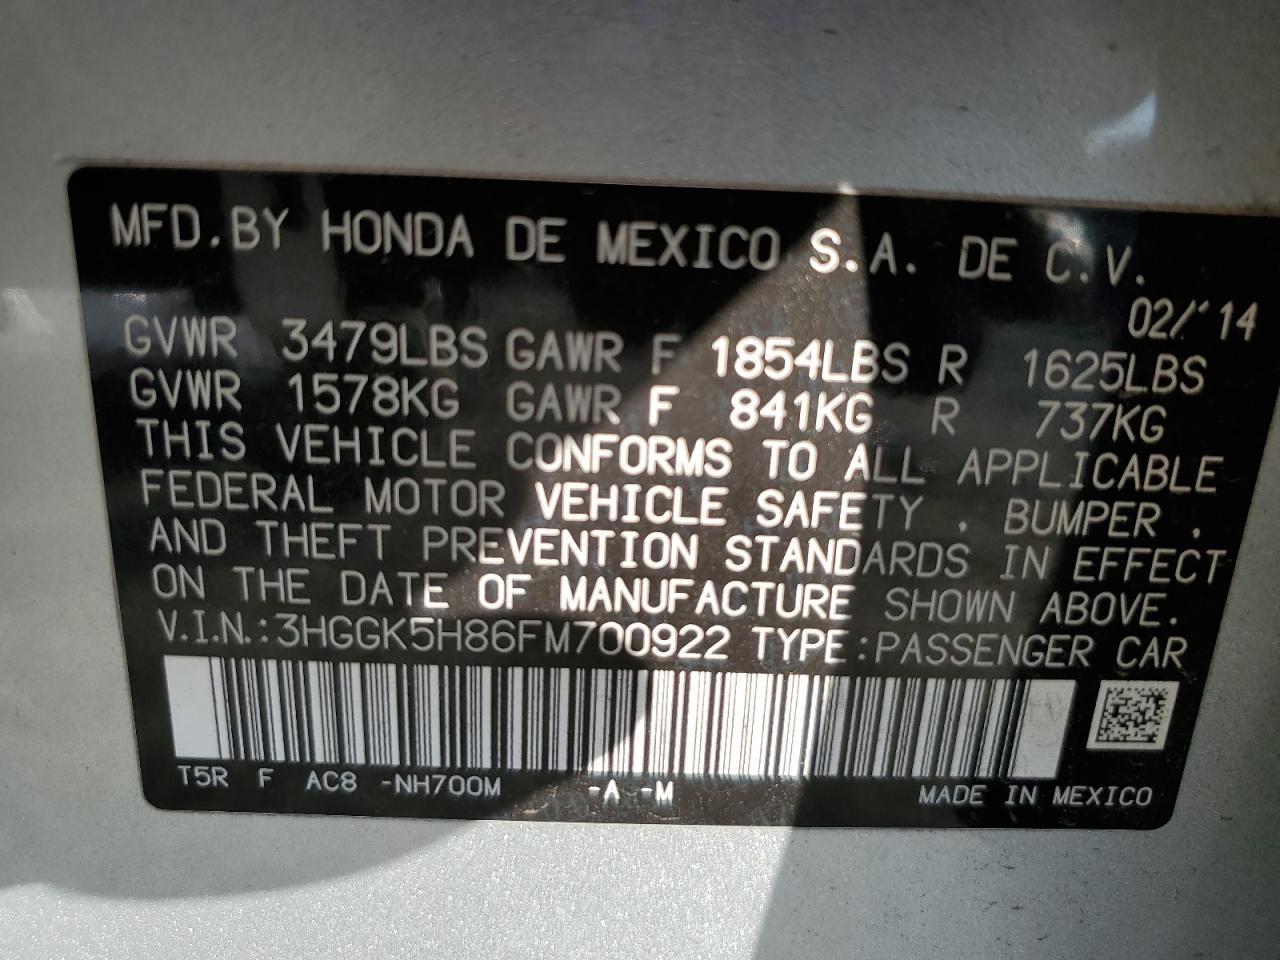 MFD.BY HONDA DE MEXICO S.A. DE C.V.
02/'14
GVWR 3479LBS GAWR F 1854LBS R 1625LBS
GVWR 1578KG GAWR F 841KG R 737KG
THIS VEHICLE CONFORMS TO ALL APPLICABLE
FEDERAL MOTOR VEHICLE SAFETY , BUMPER ,
AND THEFT PREVENTION STANDARDS IN EFFECT
ON THE DATE OF MANUFACTURE SHOWN ABOVE.
V.I.N.:3HGGK5H86FM700922 TYPE:PASSENGER CAR
T5R F AC8 -NH700M -A -M MADE IN MEXICO